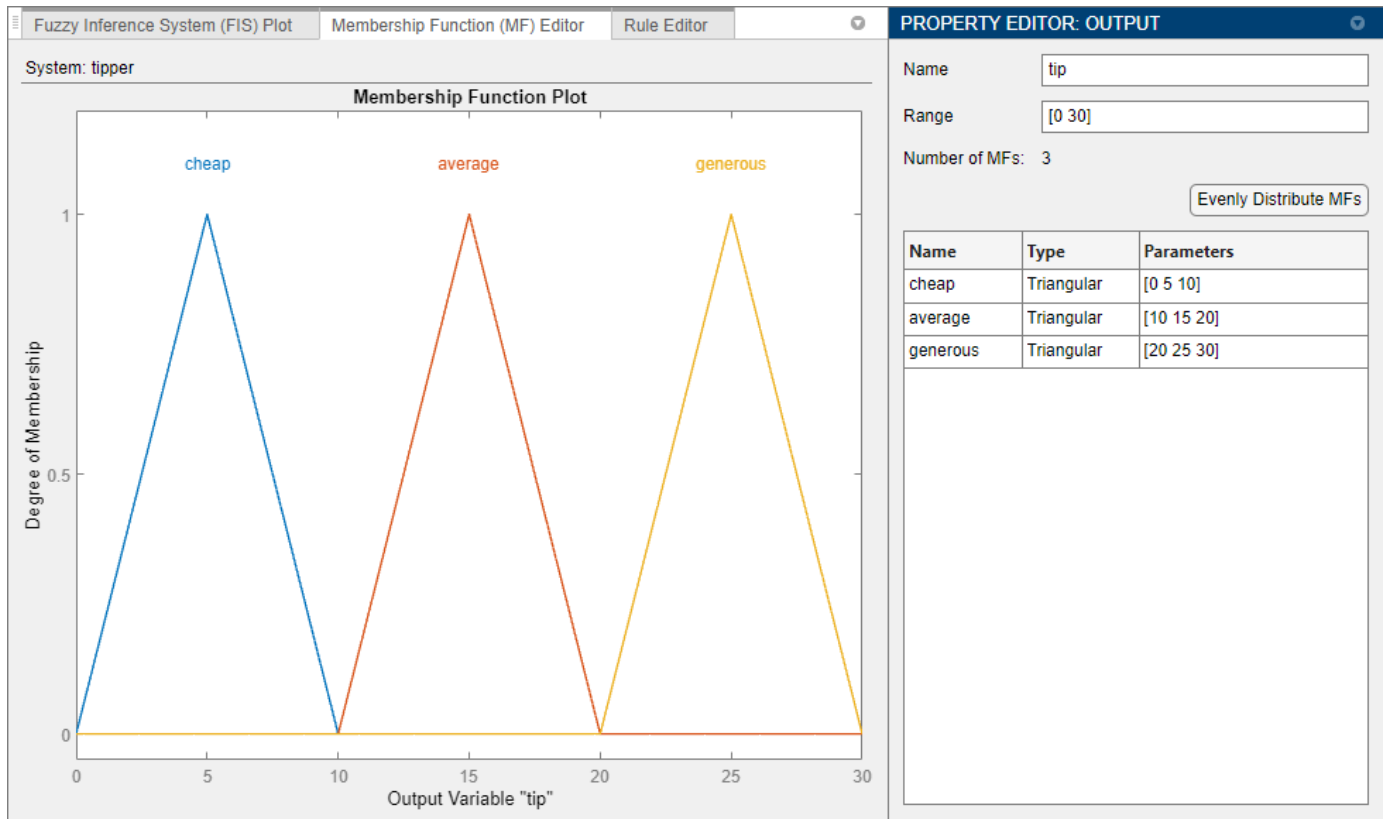 Fuzzy Inference System (FIS) Plot
Membership Function (MF) Editor
Rule Editor
System: tipper
Membership Function Plot
cheap
average
generous
1
0.5
0
Degree of Membership
0 5 10 15 20 25 30
Output Variable "tip"
PROPERTY EDITOR: OUTPUT
Name tip
Range [0 30]
Number of MFs: 3
Evenly Distribute MFs
Name Type Parameters
cheap Triangular [0 5 10]
average Triangular [10 15 20]
generous Triangular [20 25 30]